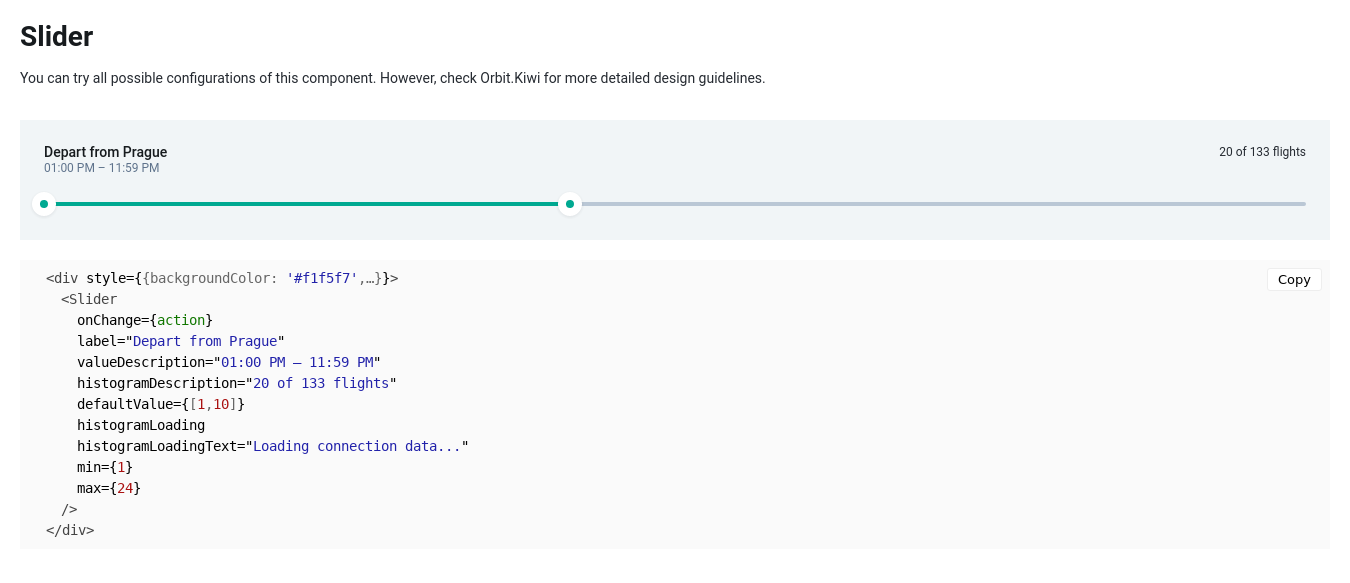 Slider
You can try all possible configurations of this component. However, check Orbit.Kiwi for more detailed design guidelines.
Depart from Prague
20 of 133 flights
01:00 PM – 11:59 PM
<div style={{backgroundColor: '#f1f5f7',…}}>
Copy
<Slider
onChange={action}
label="Depart from Prague"
valueDescription="01:00 PM – 11:59 PM"
histogramDescription="20 of 133 flights"
defaultValue={[1,10]}
histogramLoading
histogramLoadingText="Loading connection data..."
min={1}
max={24}
/>
</div>